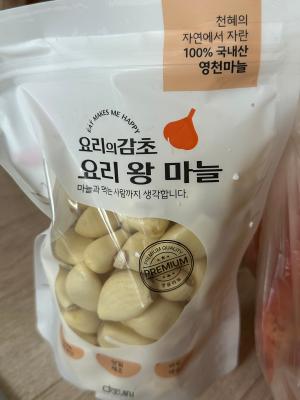 천혜의
자연에서 자란
100% 국내산
영천마늘
EAT MAKES ME HAPPY
요리의감초
요리 왕 마늘
마늘과 먹는 사람까지 생각합니다.
PREMIUM QUALITY
PREMIUM